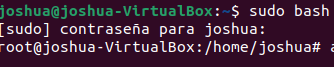 joshua@joshua-VirtualBox:~$ sudo bash
[sudo] contraseña para joshua:
root@joshua-VirtualBox:/home/joshua#